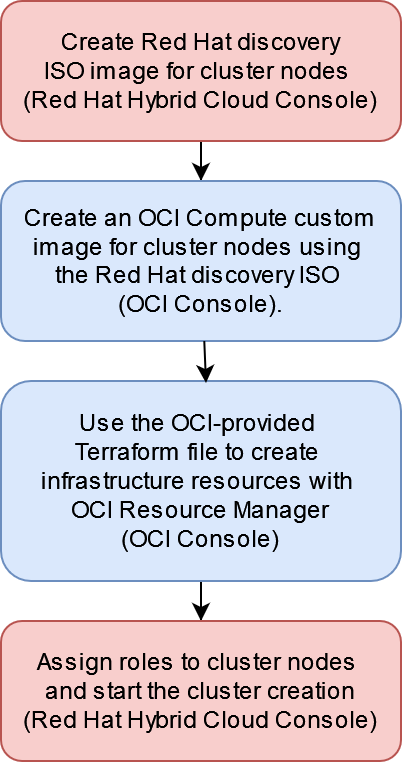 Create Red Hat discovery
ISO image for cluster nodes
(Red Hat Hybrid Cloud Console)
Create an OCI Compute custom
image for cluster nodes using
the Red Hat discovery ISO
(OCI Console).
Use the OCI-provided
Terraform file to create
infrastructure resources with
OCI Resource Manager
(OCI Console)
Assign roles to cluster nodes
and start the cluster creation
(Red Hat Hybrid Cloud Console)